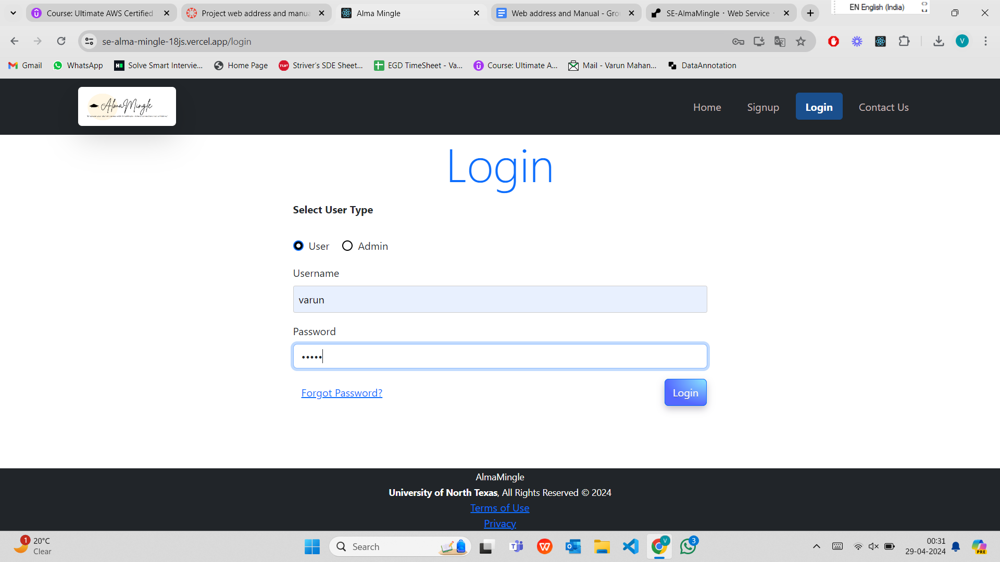 Course: Ultimate AWS Certified
Project web address and manua
Alma Mingle
Web address and Manual - Gro
SE-AlmaMingle · Web Service ·
EN English (India)
se-alma-mingle-18js.vercel.app/login
V
Gmail
WhatsApp
Solve Smart Intervie...
Home Page
Striver's SDE Sheet...
EGD TimeSheet - Va...
Course: Ultimate A...
Mail - Varun Mahan...
DataAnnotation
AlmaMingle
Home
Signup
Login
Contact Us
Login
Select User Type
User
Admin
Username
varun
Password
•••••
Forgot Password?
Login
AlmaMingle
University of North Texas, All Rights Reserved © 2024
Terms of Use
Privacy
1
20°C
Clear
Search
V
3
00:31
29-04-2024
PRE